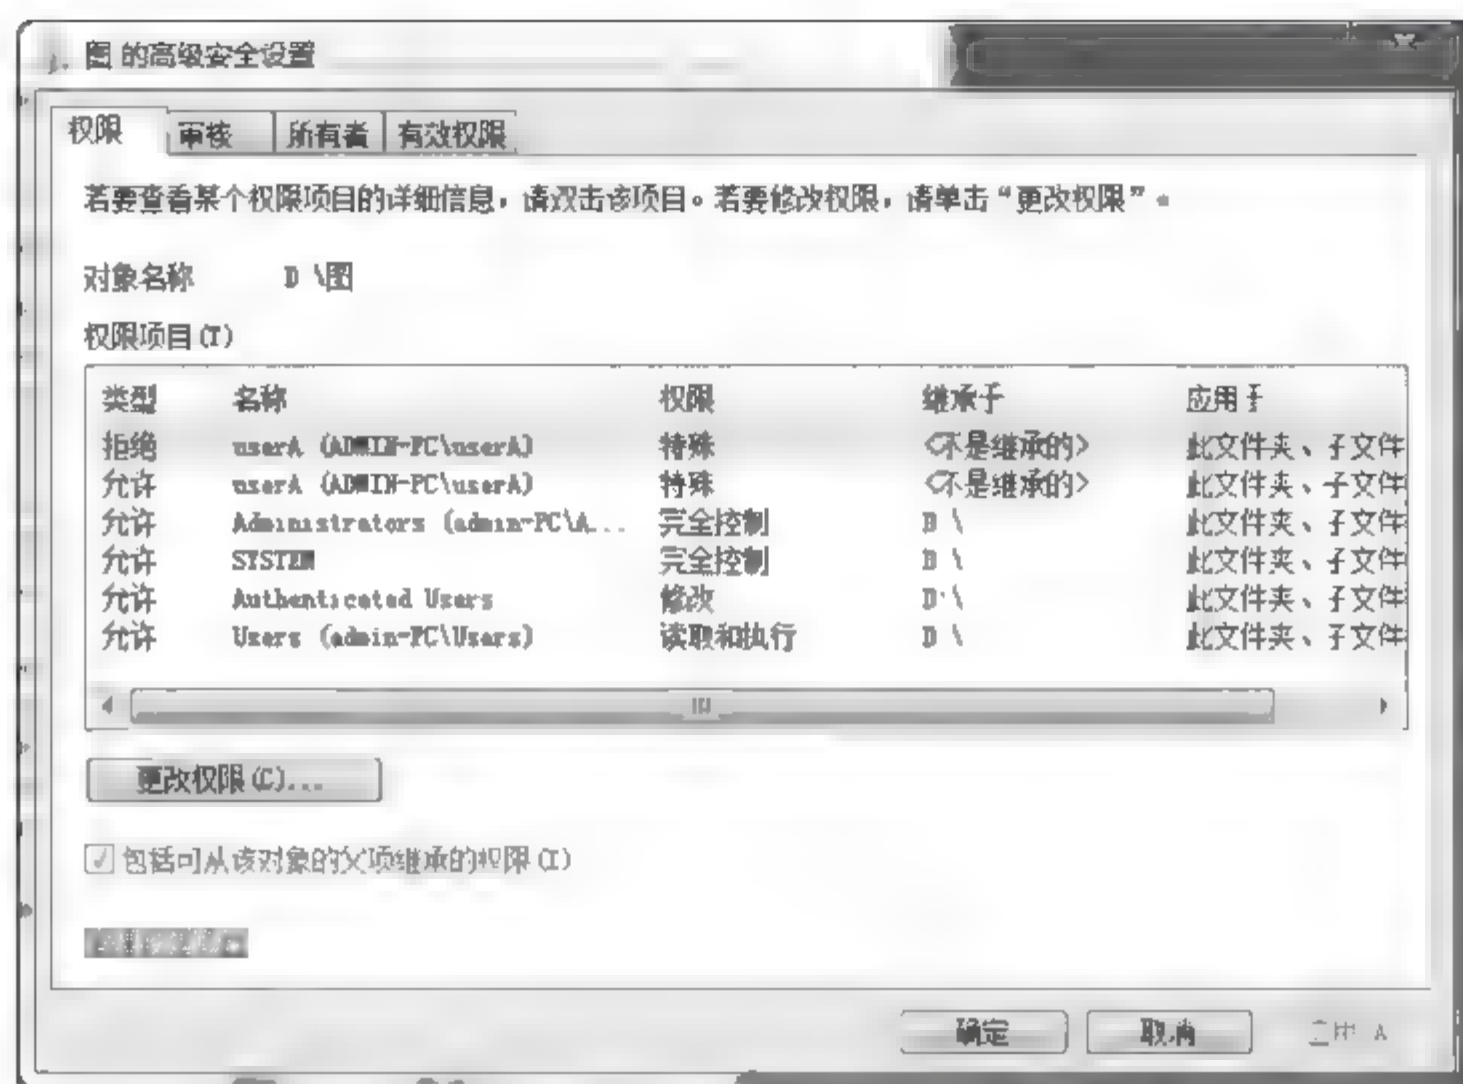 图 的高级安全设置
权限 审核 所有者 有效权限
若要查看某个权限项目的详细信息，请双击该项目。若要修改权限，请单击“更改权限”。
对象名称 D \图
权限项目(T)
类型 名称 权限 继承于 应用于
拒绝 userA (ADMIN-PC\userA) 特殊 <不是继承的> 此文件夹、子文件
允许 userA (ADMIN-PC\userA) 特殊 <不是继承的> 此文件夹、子文件
允许 Administrators (admin-PC\A... 完全控制 D \ 此文件夹、子文件
允许 SYSTEM 完全控制 D \ 此文件夹、子文件
允许 Authenticated Users 修改 D:\ 此文件夹、子文件
允许 Users (admin-PC\Users) 读取和执行 D \ 此文件夹、子文件
更改权限(C)...
包括可从该对象的父项继承的权限(I)
确定 取消